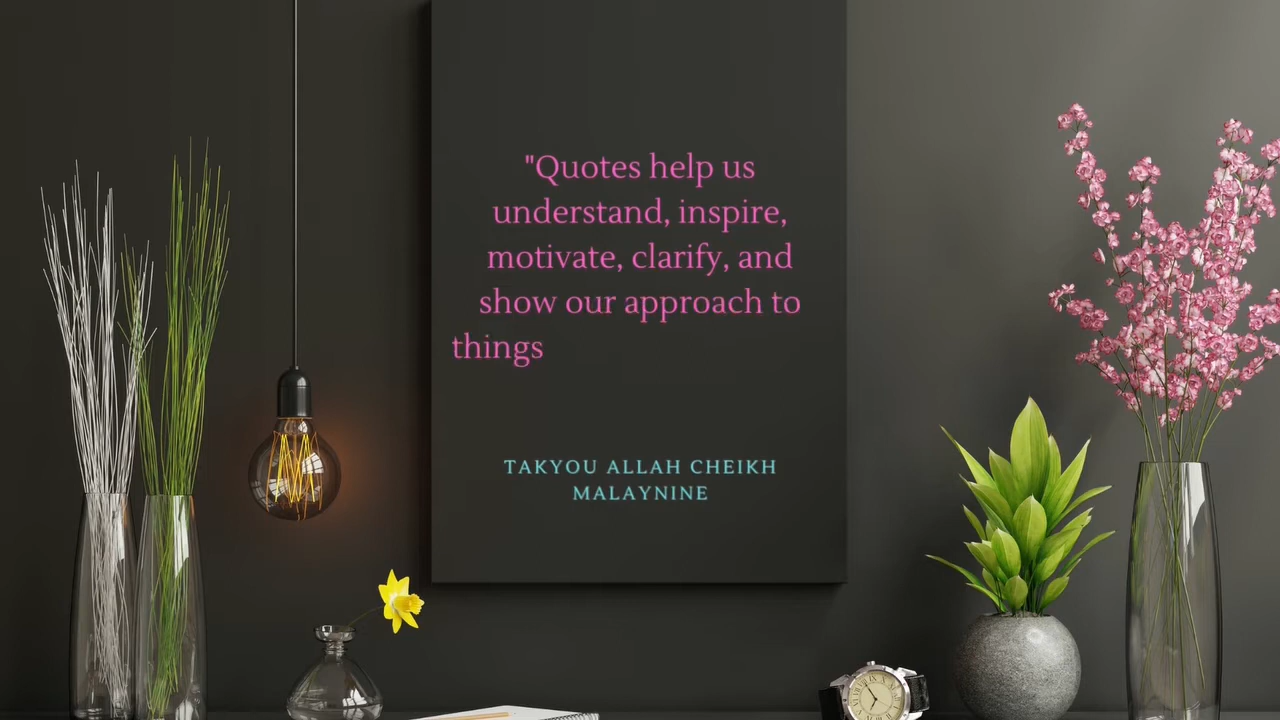 "Quotes help us
understand, inspire,
motivate, clarify, and
show our approach to
things
TAKYOU ALLAH CHEIKH
MALAYNINE